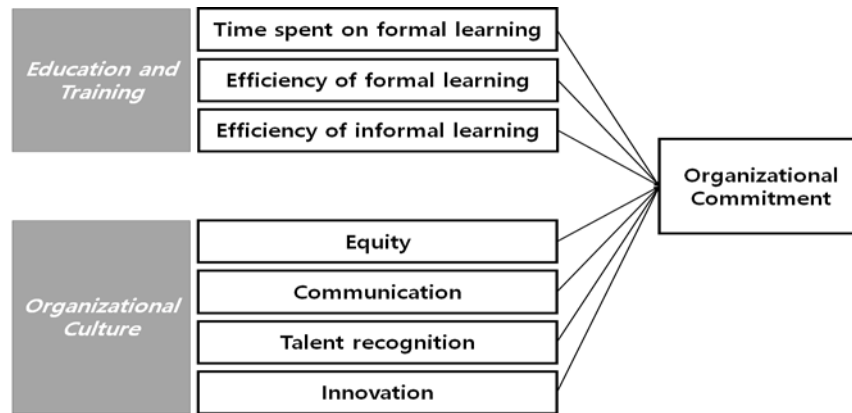 Education and
Training
Time spent on formal learning
Efficiency of formal learning
Efficiency of informal learning
Organizational
Culture
Equity
Communication
Talent recognition
Innovation
Organizational
Commitment